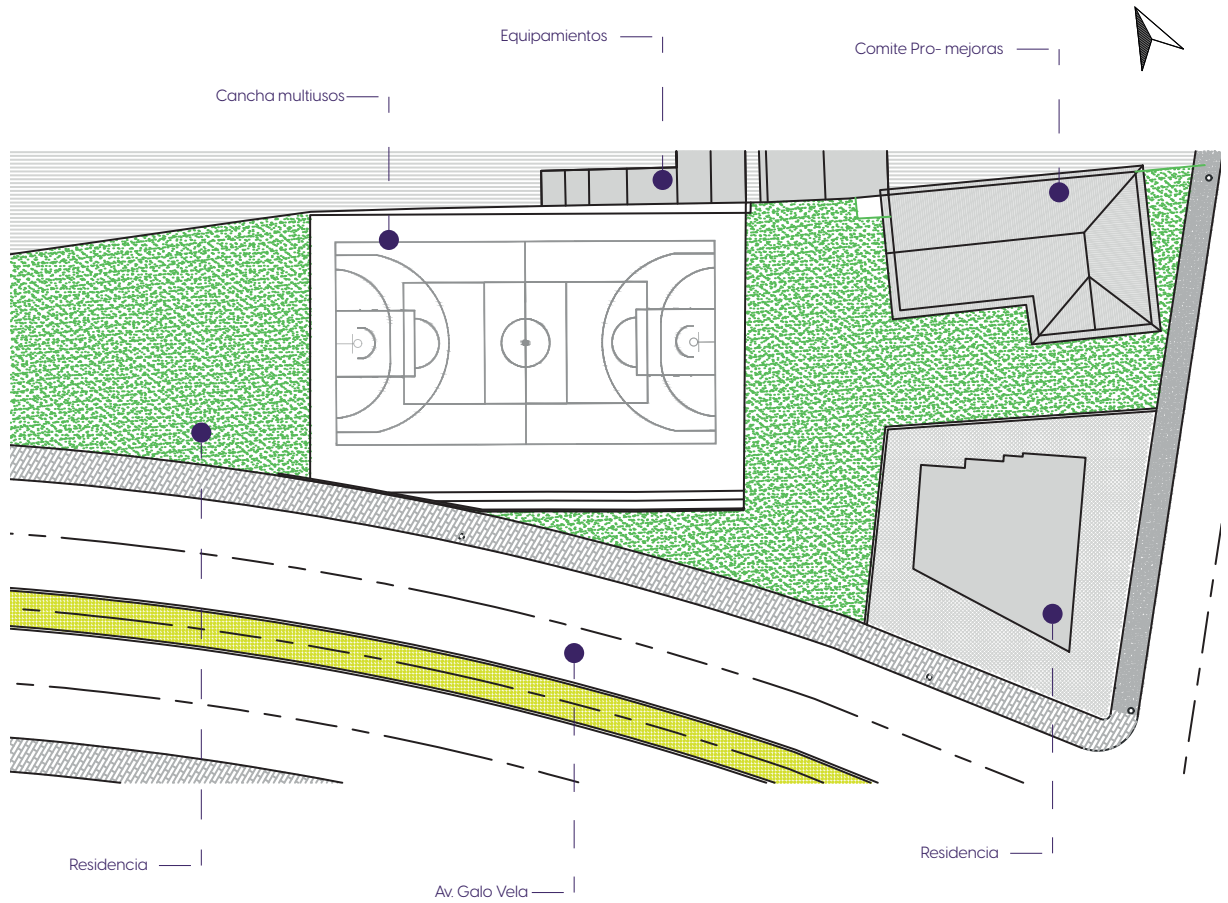 Equipamientos
Comite Pro- mejoras
Cancha multiusos
Residencia
Residencia
Av. Galo Vela